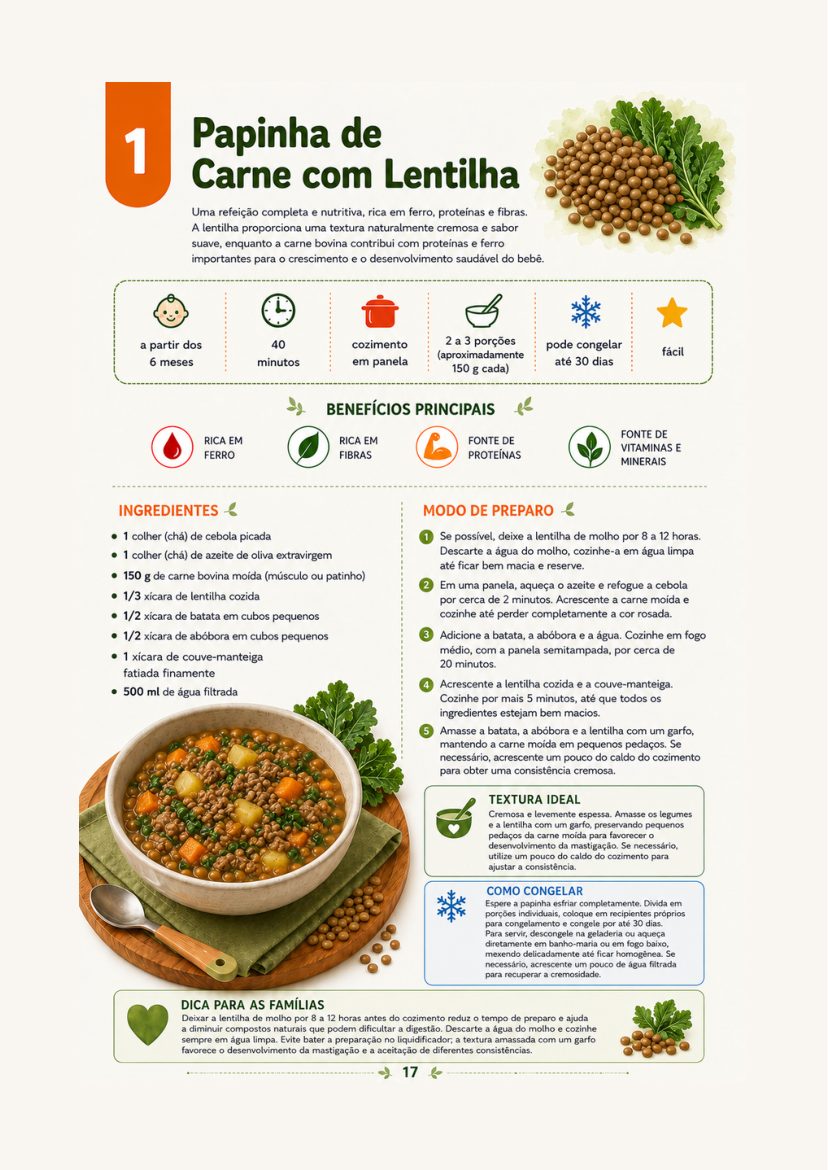 1
Papinha de
Carne com Lentilha
Uma refeição completa e nutritiva, rica em ferro, proteínas e fibras.
A lentilha proporciona uma textura naturalmente cremosa e sabor
suave, enquanto a carne bovina contribui com proteínas e ferro
importantes para o crescimento e o desenvolvimento saudável do bebê.
a partir dos
6 meses
40
minutos
cozimento
em panela
2 a 3 porções
(aproximadamente
150 g cada)
pode congelar
até 30 dias
fácil
BENEFÍCIOS PRINCIPAIS
RICA EM
FERRO
RICA EM
FIBRAS
FONTE DE
PROTEÍNAS
FONTE DE
VITAMINAS E
MINERAIS
INGREDIENTES
• 1 colher (chá) de cebola picada
• 1 colher (chá) de azeite de oliva extravirgem
• 150 g de carne bovina moída (músculo ou patinho)
• 1/3 xícara de lentilha cozida
• 1/2 xícara de batata em cubos pequenos
• 1/2 xícara de abóbora em cubos pequenos
• 1 xícara de couve-manteiga
fatiada finamente
• 500 ml de água filtrada
MODO DE PREPARO
1 Se possível, deixe a lentilha de molho por 8 a 12 horas.
Descarte a água do molho, cozinhe-a em água limpa
até ficar bem macia e reserve.
2 Em uma panela, aqueça o azeite e refogue a cebola
por cerca de 2 minutos. Acrescente a carne moída e
cozinhe até perder completamente a cor rosada.
3 Adicione a batata, a abóbora e a água. Cozinhe em fogo
médio, com a panela semitampada, por cerca de
20 minutos.
4 Acrescente a lentilha cozida e a couve-manteiga.
Cozinhe por mais 5 minutos, até que todos os
ingredientes estejam bem macios.
5 Amasse a batata, a abóbora e a lentilha com um garfo,
mantendo a carne moída em pequenos pedaços. Se
necessário, acrescente um pouco do caldo do cozimento
para obter uma consistência cremosa.
TEXTURA IDEAL
Cremosa e levemente espessa. Amasse os legumes
e a lentilha com um garfo, preservando pequenos
pedaços da carne moída para favorecer o
desenvolvimento da mastigação. Se necessário,
utilize um pouco do caldo do cozimento para
ajustar a consistência.
COMO CONGELAR
Espere a papinha esfriar completamente. Divida em
porções individuais, coloque em recipientes próprios
para congelamento e congele por até 30 dias.
Para servir, descongele na geladeria ou aqueça
diretamente em banho-maria ou em fogo baixo,
mexendo delicadamente até ficar homogênea. Se
necessário, acrescente um pouco de água filtrada
para recuperar a cremosidade.
DICA PARA AS FAMÍLIAS
Deixar a lentilha de molho por 8 a 12 horas antes do cozimento reduz o tempo de preparo e ajuda
a diminuir compostos naturais que podem dificultar a digestão. Descarte a água do molho e cozinhe
sempre em água limpa. Evite bater a preparação no liquidificador; a textura amassada com um garfo
favorece o desenvolvimento da mastigação e a aceitação de diferentes consistências.
17